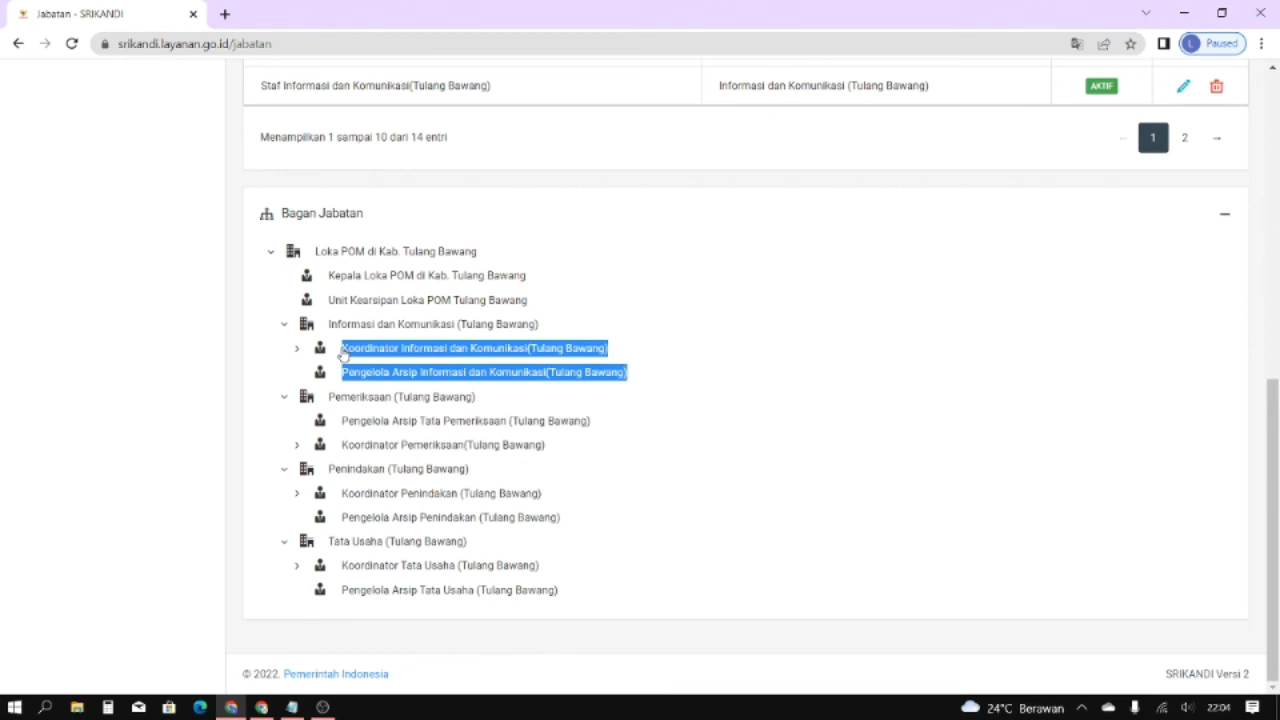 Jabatan - SRIKANDI
srikandi.layanan.go.id/jabatan
L Paused
Staf Informasi dan Komunikasi(Tulang Bawang) Informasi dan Komunikasi (Tulang Bawang) AKTIF
Menampilkan 1 sampai 10 dari 14 entri ← 1 2 →
Bagan Jabatan
Loka POM di Kab. Tulang Bawang
Kepala Loka POM di Kab. Tulang Bawang
Unit Kearsipan Loka POM Tulang Bawang
Informasi dan Komunikasi (Tulang Bawang)
Koordinator Informasi dan Komunikasi(Tulang Bawang)
Pengelola Arsip Informasi dan Komunikasi(Tulang Bawang)
Pemeriksaan (Tulang Bawang)
Pengelola Arsip Tata Pemeriksaan (Tulang Bawang)
Koordinator Pemeriksaan(Tulang Bawang)
Penindakan (Tulang Bawang)
Koordinator Penindakan (Tulang Bawang)
Pengelola Arsip Penindakan (Tulang Bawang)
Tata Usaha (Tulang Bawang)
Koordinator Tata Usaha (Tulang Bawang)
Pengelola Arsip Tata Usaha (Tulang Bawang)
© 2022. Pemerintah Indonesia SRIKANDI Versi 2
24°C Berawan 22:04